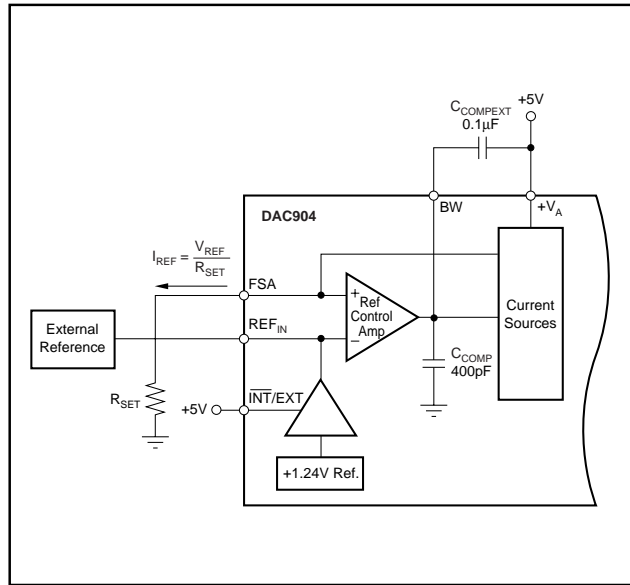 +5V
C_COMPEXT
0.1μF
DAC904
BW
+V_A
I_REF = V_REF / R_SET
FSA
REF_IN
External
Reference
+
−
Ref
Control
Amp
Current
Sources
C_COMP
400pF
R_SET
+5V
I̅N̅T̅/EXT
+1.24V Ref.